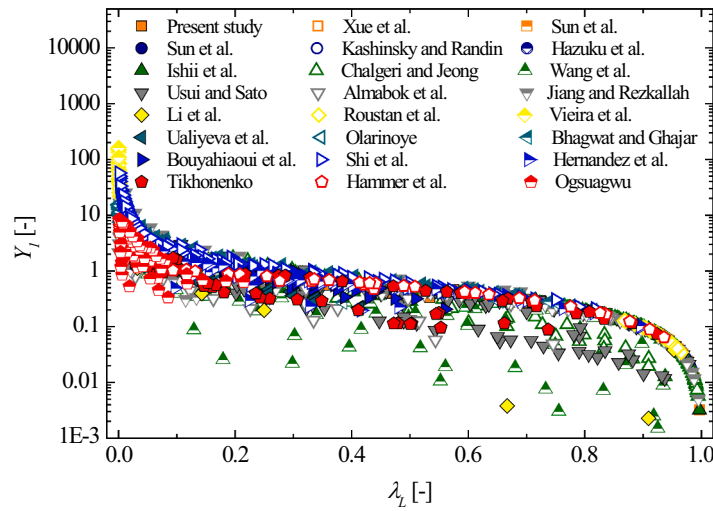 10000
Present study Xue et al. Sun et al.
Sun et al. Kashinsky and Randin Hazuku et al.
1000
Ishii et al. Chalgeri and Jeong Wang et al.
Usui and Sato Almabok et al. Jiang and Rezkallah
Li et al. Roustan et al. Vieira et al.
100
Ualiyeva et al. Olarinoye Bhagwat and Ghajar
Bouyahiaoui et al. Shi et al. Hernandez et al.
Tikhonenko Hammer et al. Ogsuagwu
10
1
0.1
0.01
1E-3
Y_l [-]
0.0 0.2 0.4 0.6 0.8 1.0
λ_L [-]